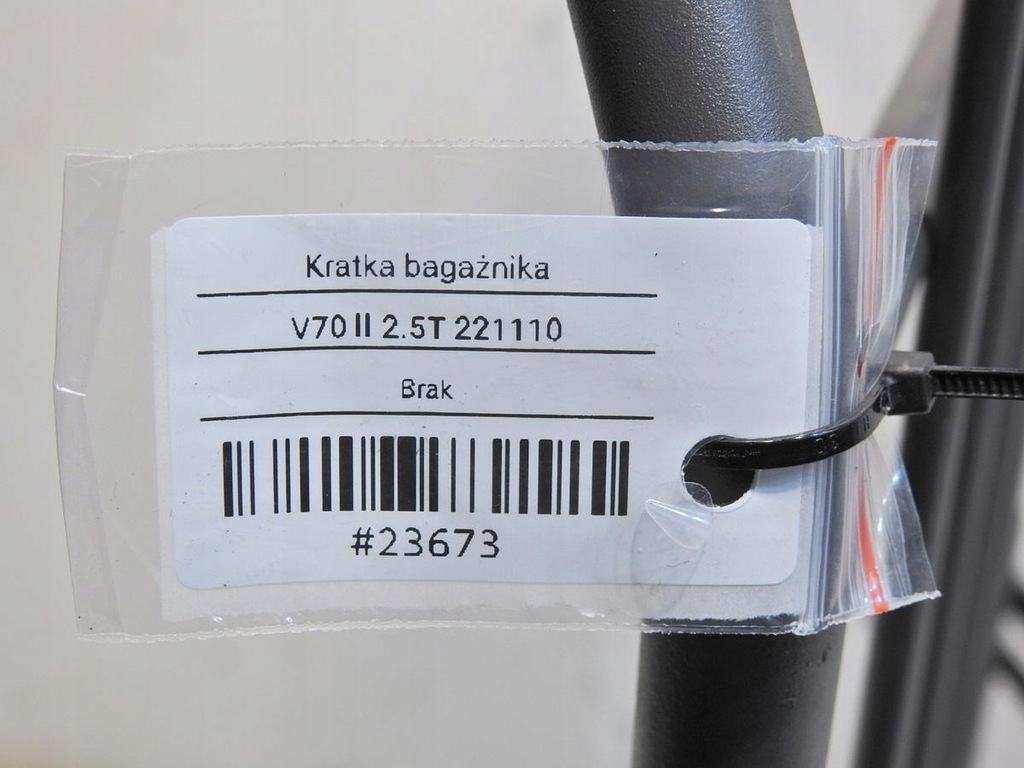 Kratka bagażnika
V70 II 2.5T 221110
Brak
#23673